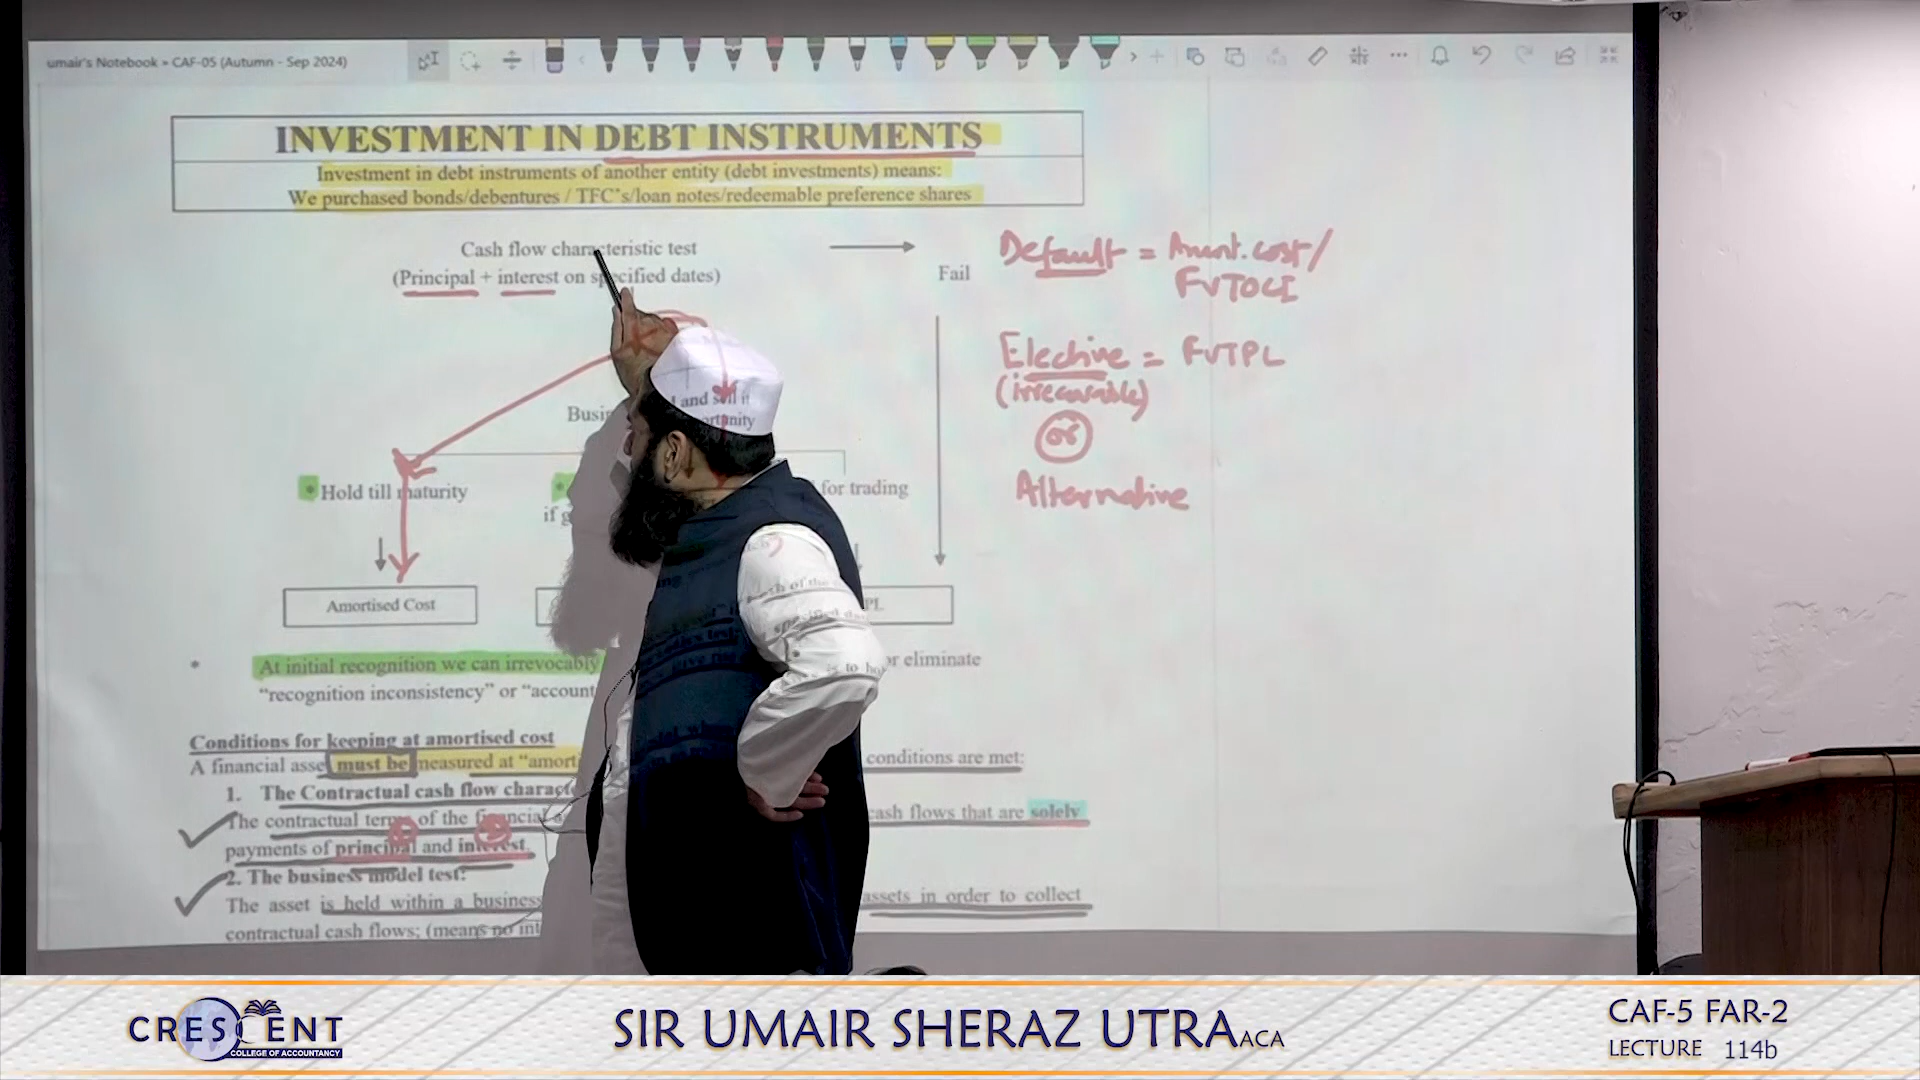 umair's Notebook > CAF-05 (Autumn - Sep 2024)
INVESTMENT IN DEBT INSTRUMENTS
Investment in debt instruments of another entity (debt investments) means:
We purchased bonds/debentures / TFC's/loan notes/redeemable preference shares
Cash flow characteristic test
(Principal + interest on specified dates)
Fail
Default = Amort. cost/
FVTOCI
Elective = FVTPL
(irrevocable)
or
Alternative
and sell it
Hold till maturity
for trading
if
Amortised Cost
PL
At initial recognition we can irrevocably
or eliminate
"recognition inconsistency" or
Conditions for keeping at amortised cost
A financial asse must be measured at
conditions are met:
1. The Contractual cash flow
The contractual terms of the financial
cash flows that are solely
payments of principal and interest.
2. The business model test:
The asset is held within a business
assets in order to collect
contractual cash flows; (means no
CRESCENT
COLLEGE OF ACCOUNTANCY
SIR UMAIR SHERAZ UTRA ACA
CAF-5 FAR-2
LECTURE 114b